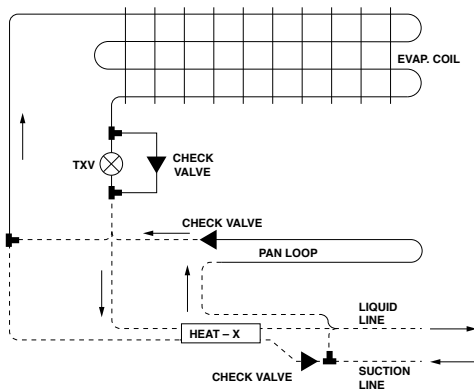 EVAP. COIL
TXV
CHECK
VALVE
CHECK VALVE
PAN LOOP
LIQUID
LINE
HEAT – X
CHECK VALVE
SUCTION
LINE